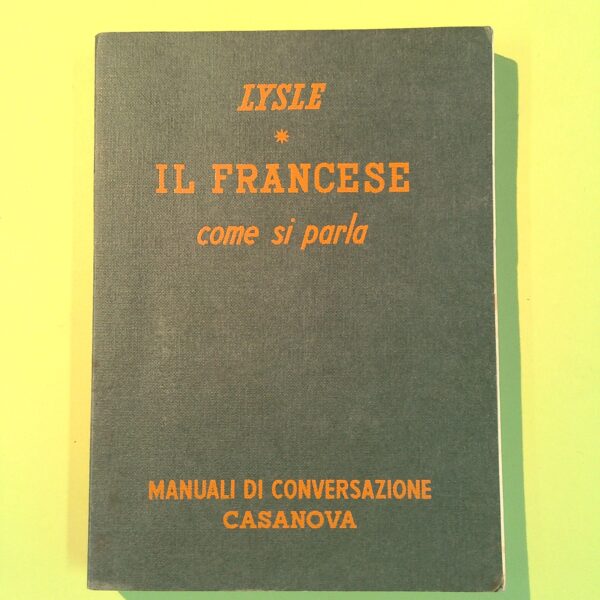 LYSLE
*
IL FRANCESE
come si parla
MANUALI DI CONVERSAZIONE
CASANOVA